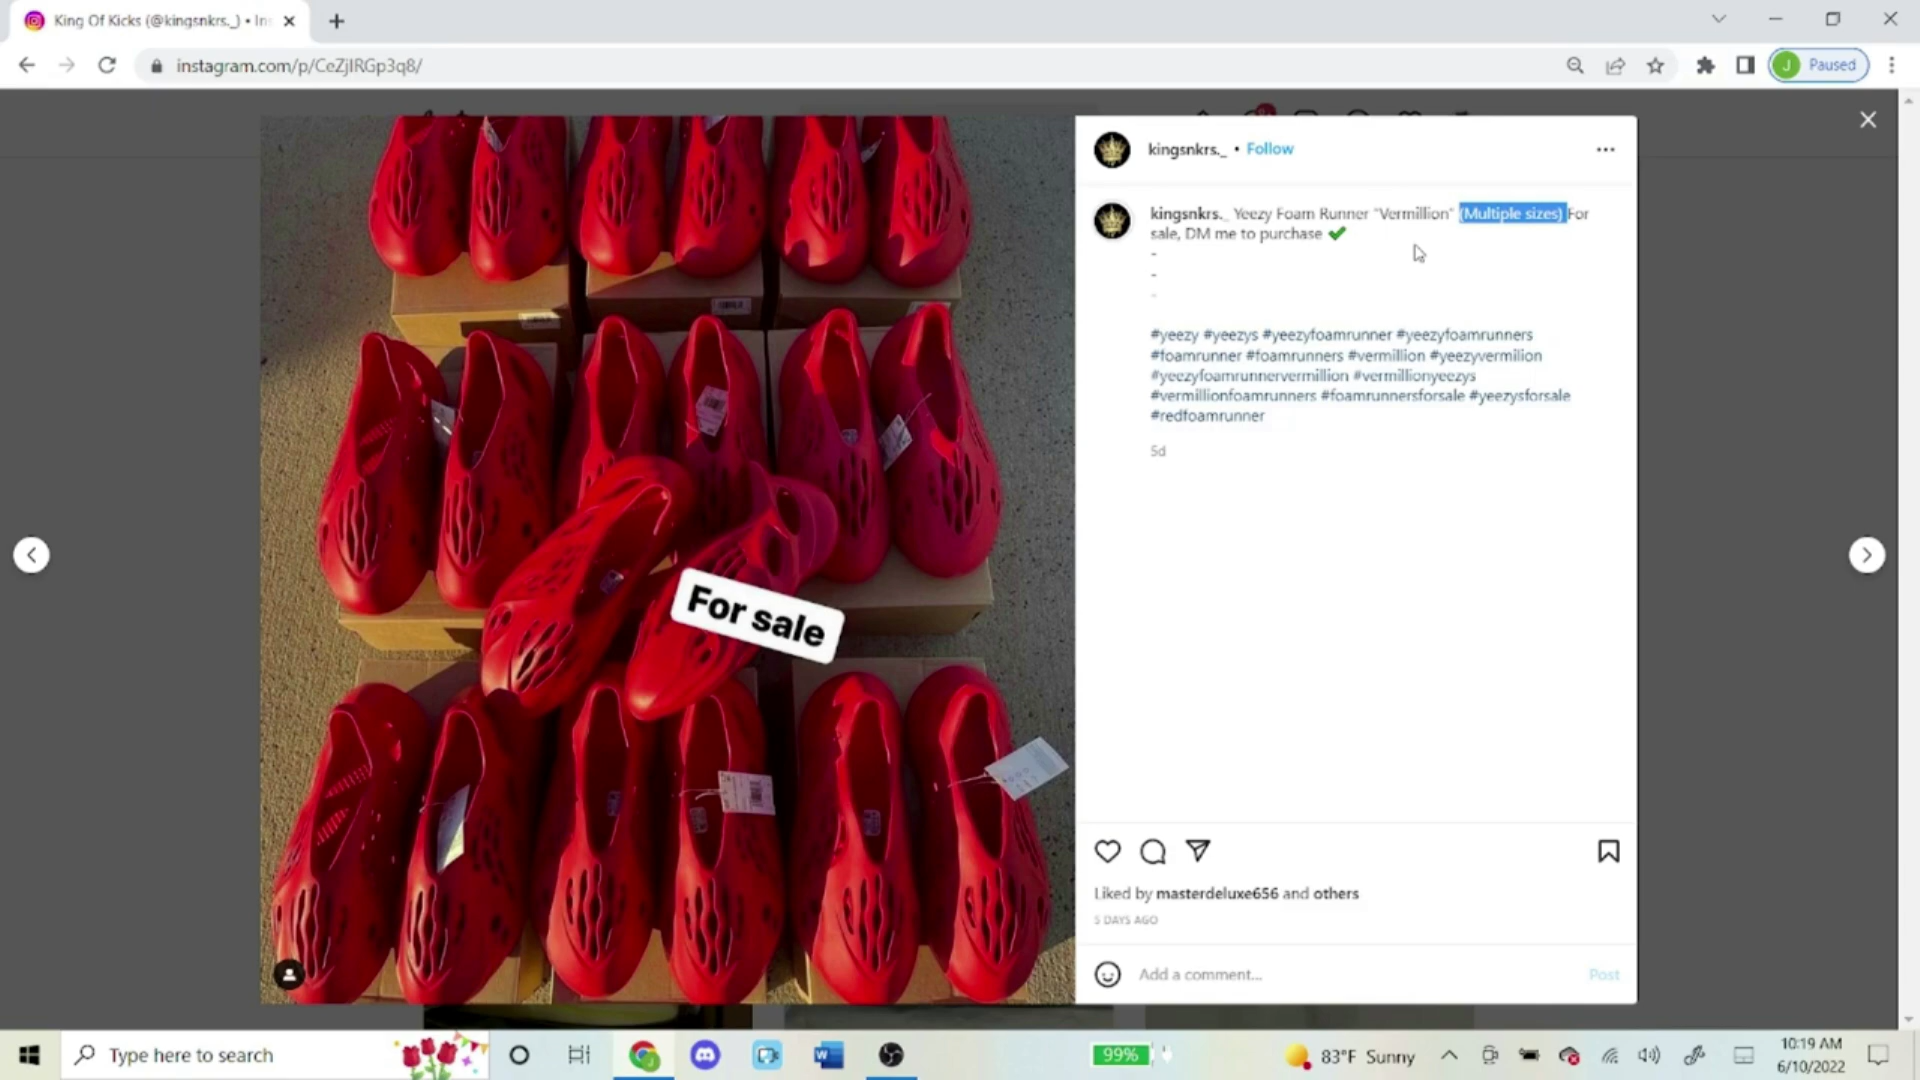 King Of Kicks (@kingsnkrs._) • In
instagram.com/p/CeZjIRGp3q8/
J Paused
kingsnkrs._ • Follow
kingsnkrs._ Yeezy Foam Runner "Vermillion" (Multiple sizes) For
sale, DM me to purchase ✔
-
-
-
#yeezy #yeezys #yeezyfoamrunner #yeezyfoamrunners
#foamrunner #foamrunners #vermillion #yeezyvermilion
#yeezyfoamrunnervermillion #vermillionyeezys
#vermillionfoamrunners #foamrunnersforsale #yeezysforsale
#redfoamrunner
5d
For sale
Liked by masterdeluxe656 and others
5 DAYS AGO
Add a comment...
Post
Type here to search
99%
83°F Sunny
10:19 AM
6/10/2022